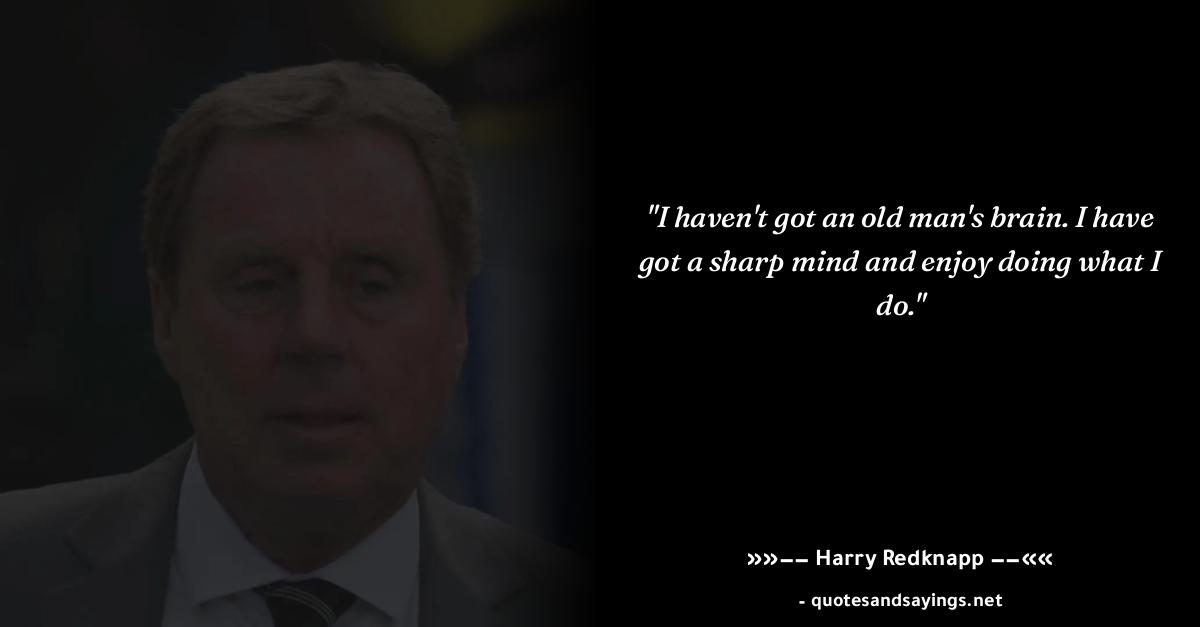 "I haven't got an old man's brain. I have
got a sharp mind and enjoy doing what I
do."
»»–– Harry Redknapp ––««
- quotesandsayings.net